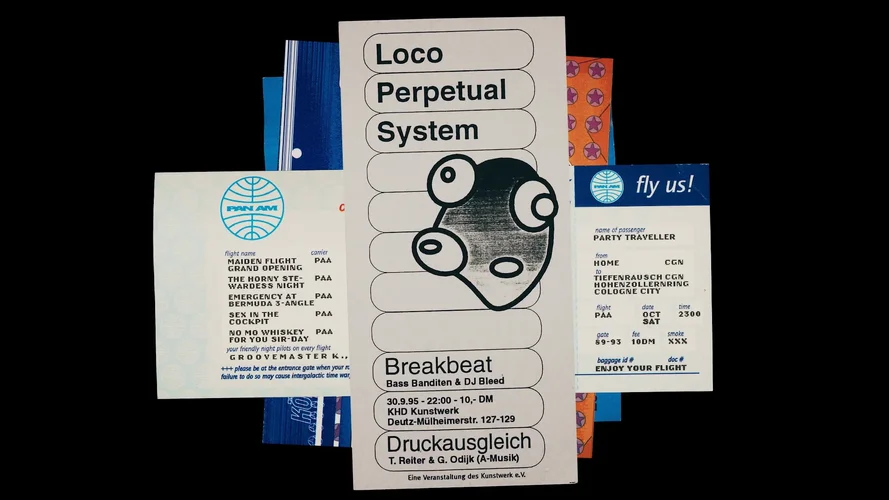 Loco
Perpetual
System
Breakbeat
Bass Banditen & DJ Bleed
30.9.95 - 22:00 - 10,- DM
KHD Kunstwerk
Deutz-Mülheimerstr. 127-129
Druckausgleich
T. Reiter & G. Odijk (A-Musik)
Eine Veranstaltung des Kunstwerk e.V.
PAN AM
flight name carrier
MAIDEN FLIGHT PAA
GRAND OPENING
THE HORNY STE- PAA
WARDESS NIGHT
EMERGENCY AT PAA
BERMUDA 3-ANGLE
SEX IN THE PAA
COCKPIT
NO MO WHISKEY PAA
FOR YOU SIR-DAY
your friendly night pilots on every flight
GROOVEMASTER K.,
+++ please be at the entrance gate when your
failure to do so may cause intergalactic time
PAN AM
fly us!
name of passenger
PARTY TRAVELLER
from
HOME CGN
to
TIEFENRAUSCH CGN
HOHENZOLLERNRING
COLOGNE CITY
flight date time
PAA OCT 2300
SAT
gate fee smoke
89-93 10DM XXX
baggage id # doc #
ENJOY YOUR FLIGHT